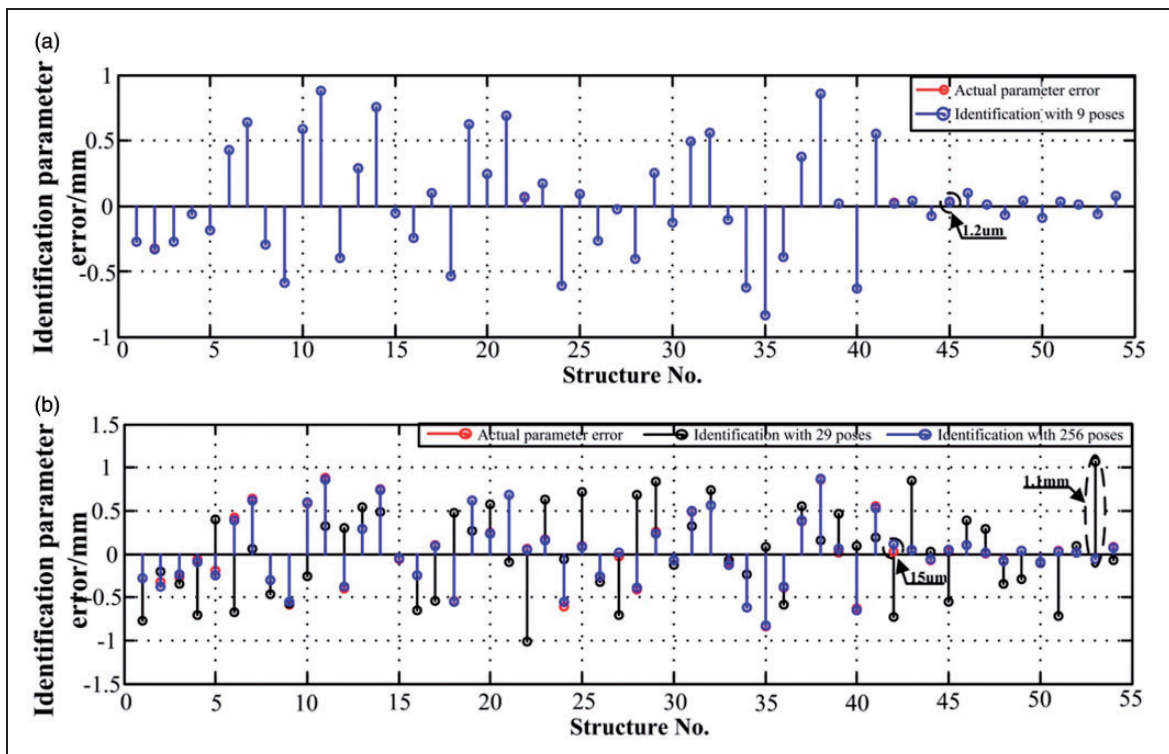 (a)
Identification parameter
error/mm
1
0.5
0
-0.5
-1
Actual parameter error
Identification with 9 poses
1.2um
0 5 10 15 20 25 30 35 40 45 50 55
Structure No.
(b)
Identification parameter
error/mm
1.5
1
0.5
0
-0.5
-1
-1.5
Actual parameter error Identification with 29 poses Identification with 256 poses
1.1mm
15um
0 5 10 15 20 25 30 35 40 45 50 55
Structure No.